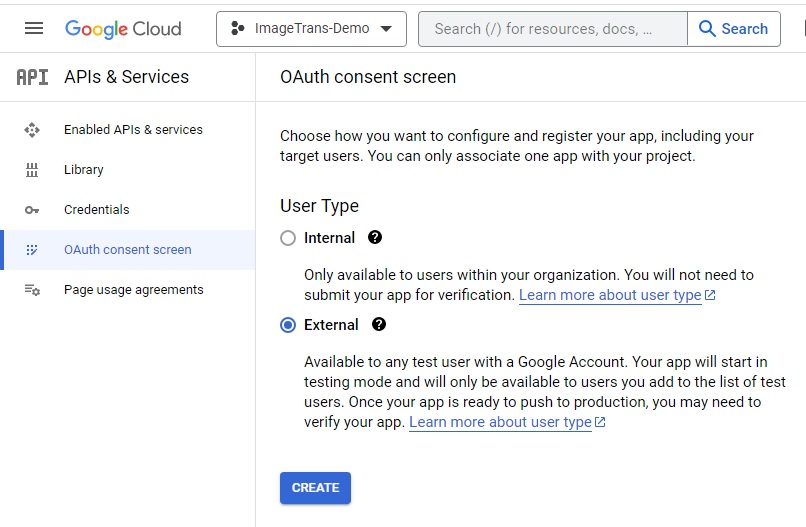 Google Cloud
ImageTrans-Demo
Search (/) for resources, docs, ...
Search
API APIs & Services
OAuth consent screen
Enabled APIs & services
Library
Credentials
OAuth consent screen
Page usage agreements
Choose how you want to configure and register your app, including your
target users. You can only associate one app with your project.
User Type
Internal
Only available to users within your organization. You will not need to
submit your app for verification. Learn more about user type
External
Available to any test user with a Google Account. Your app will start in
testing mode and will only be available to users you add to the list of test
users. Once your app is ready to push to production, you may need to
verify your app. Learn more about user type
CREATE